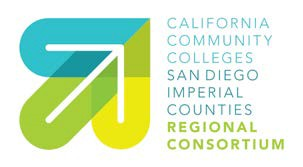 CALIFORNIA
COMMUNITY
COLLEGES
SAN DIEGO
IMPERIAL
COUNTIES
REGIONAL
CONSORTIUM